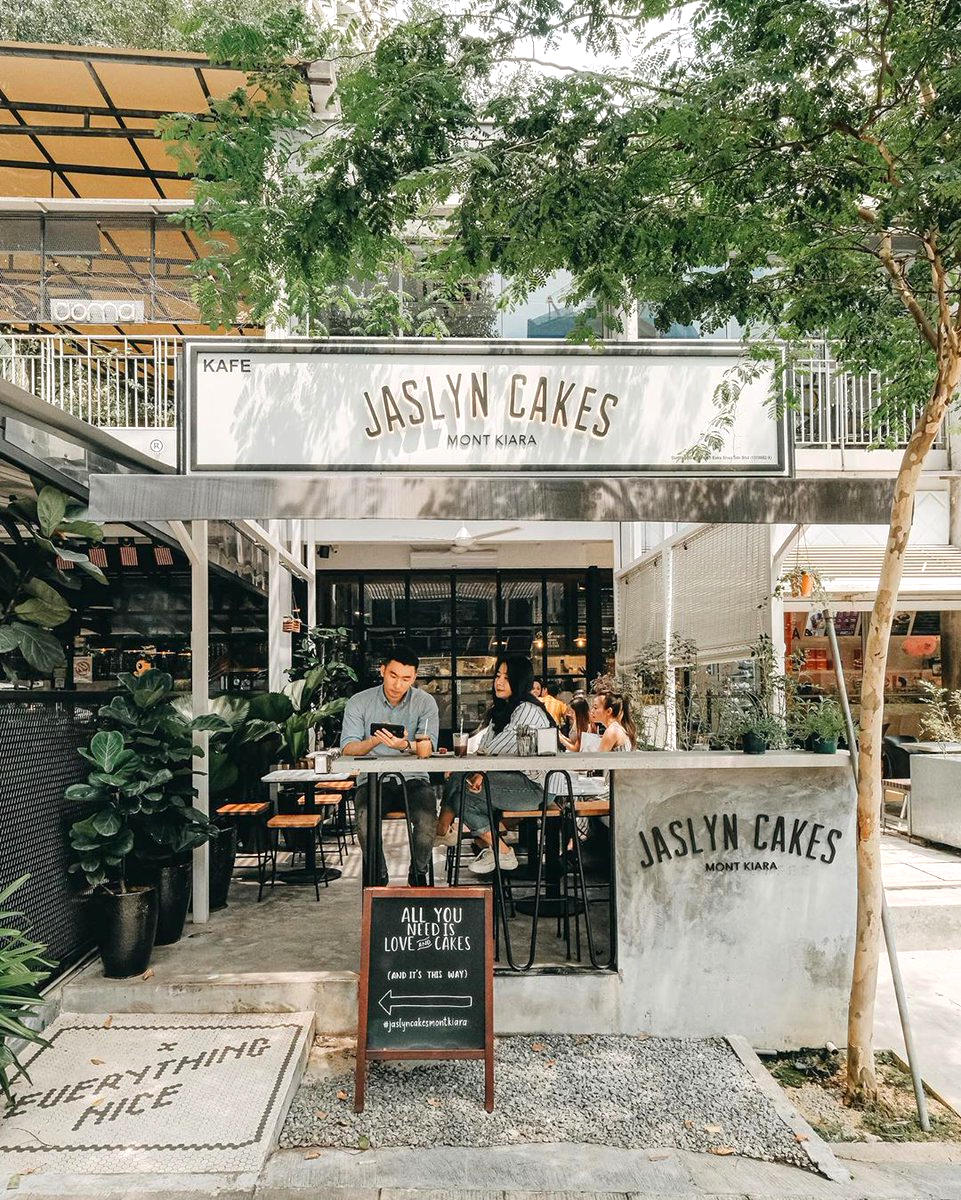 doma
KAFE
JASLYN CAKES
MONT KIARA
®
JASLYN CAKES
MONT KIARA
ALL YOU
NEED IS
LOVE AND CAKES
(AND IT'S THIS WAY)
#jaslyncakesmontkiara
EVERYTHING
NICE